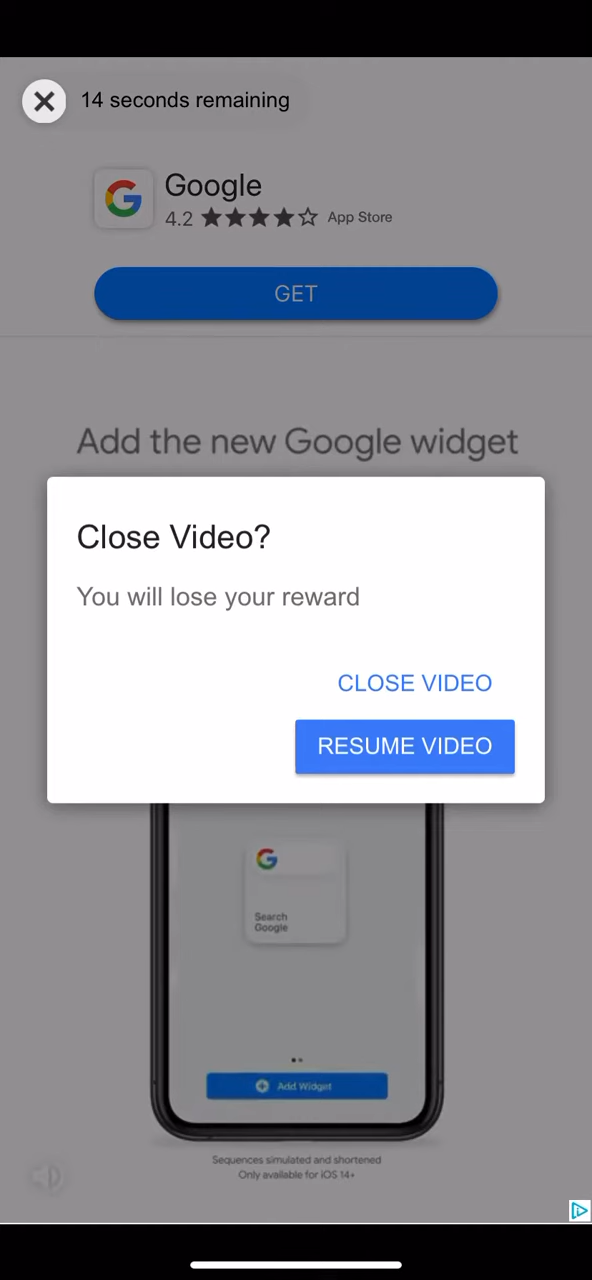 14 seconds remaining
Google
4.2 App Store
GET
Add the new Google widget
Close Video?
You will lose your reward
CLOSE VIDEO
RESUME VIDEO
Search
Google
Add Widget
Sequences simulated and shortened
Only available for iOS 14+